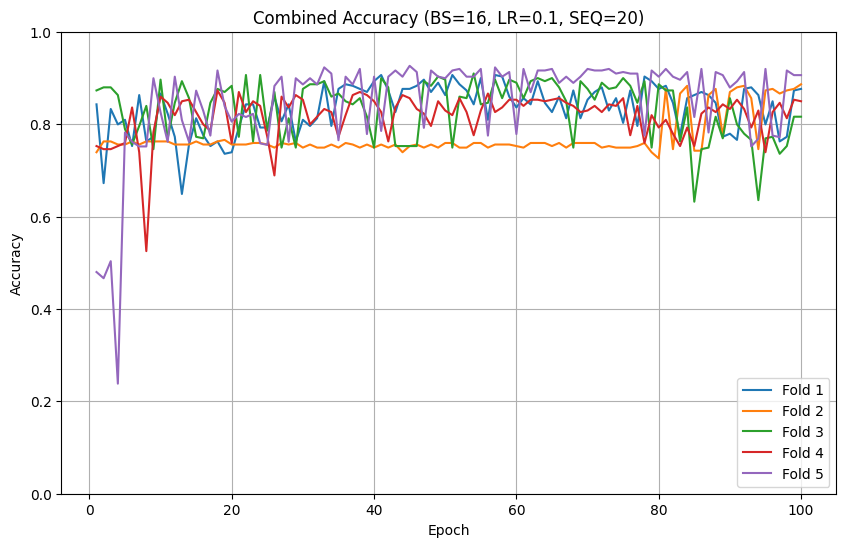 Combined Accuracy (BS=16, LR=0.1, SEQ=20)
1.0
0.8
0.6
0.4
0.2
0.0
Accuracy
0 20 40 60 80 100
Epoch
Fold 1
Fold 2
Fold 3
Fold 4
Fold 5